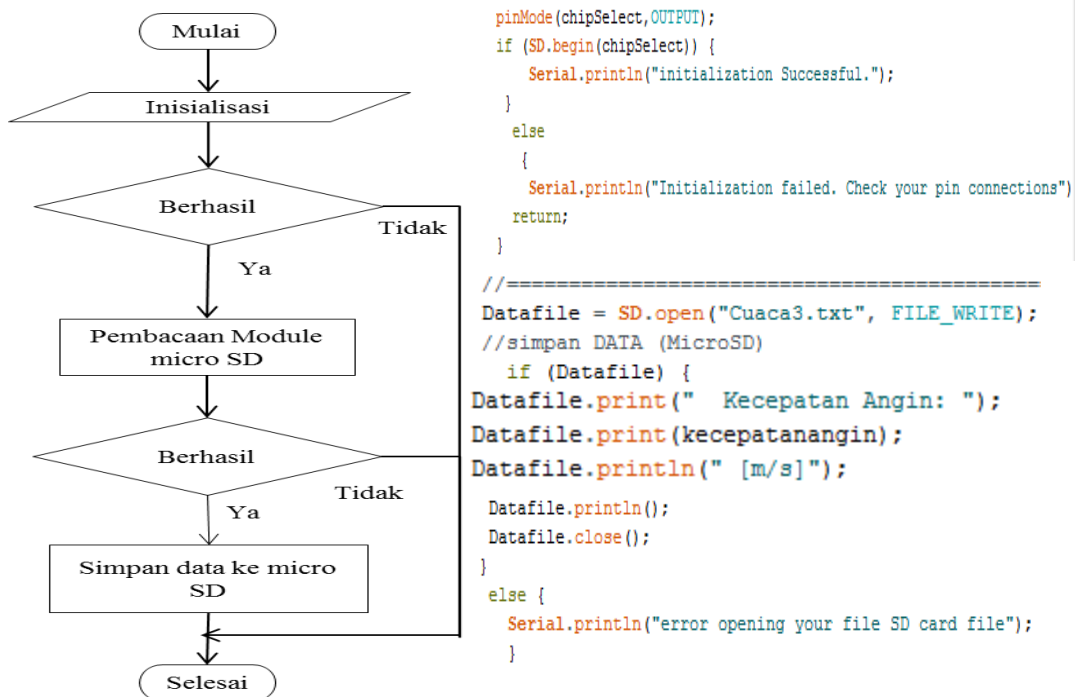 Mulai
Inisialisasi
Berhasil
Tidak
Ya
Pembacaan Module
micro SD
Berhasil
Tidak
Ya
Simpan data ke micro
SD
Selesai
pinMode(chipSelect,OUTPUT);
if (SD.begin(chipSelect)) {
Serial.println("initialization Successful.");
}
else
{
Serial.println("Initialization failed. Check your pin connections")
return;
}
//===========================================
Datafile = SD.open("Cuaca3.txt", FILE_WRITE);
//simpan DATA (MicroSD)
if (Datafile) {
Datafile.print("  Kecepatan Angin: ");
Datafile.print(kecepatanangin);
Datafile.println(" [m/s]");
Datafile.println();
Datafile.close();
}
else {
Serial.println("error opening your file SD card file");
}